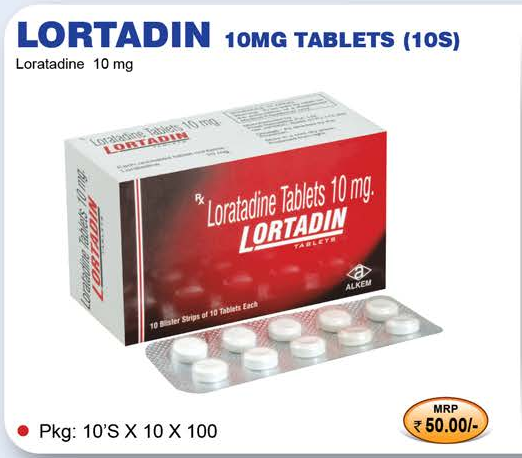 LORTADIN 10MG TABLETS (10S)
Loratadine 10 mg
Loratadine Tablets 10 mg.
LORTADIN
TABLETS
Loratadine Tablets 10 mg.
LORTADIN
Rx Loratadine Tablets 10 mg.
LORTADIN
TABLETS
ALKEM
10 Blister Strips of 10 Tablets Each
Pkg: 10'S X 10 X 100
MRP
₹ 50.00/-